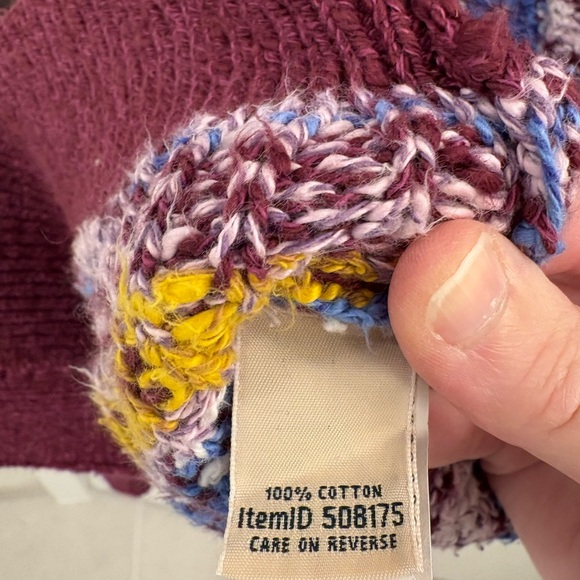 100% COTTON
ItemID 508175
CARE ON REVERSE